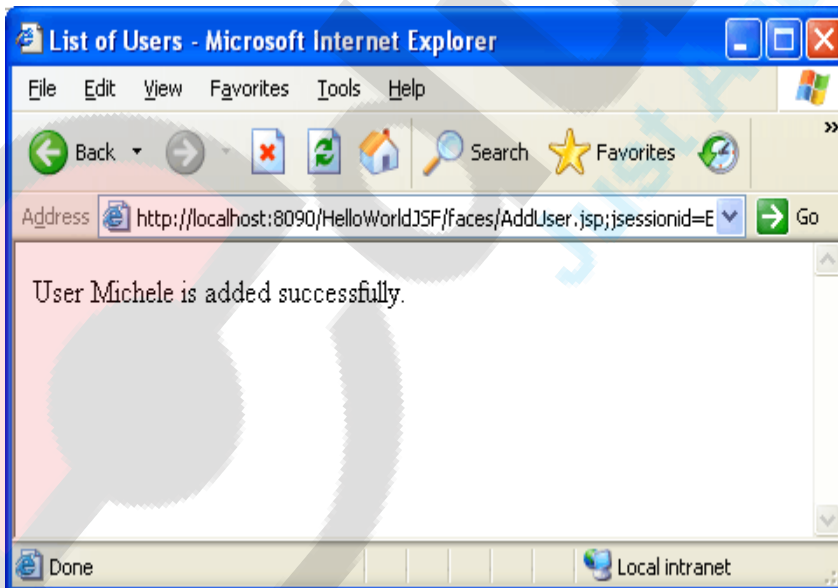 List of Users - Microsoft Internet Explorer
File Edit View Favorites Tools Help
Back Search Favorites »
Address http://localhost:8090/HelloWorldJSF/faces/AddUser.jsp;jsessionid=E Go
User Michele is added successfully.
Done Local intranet
Just